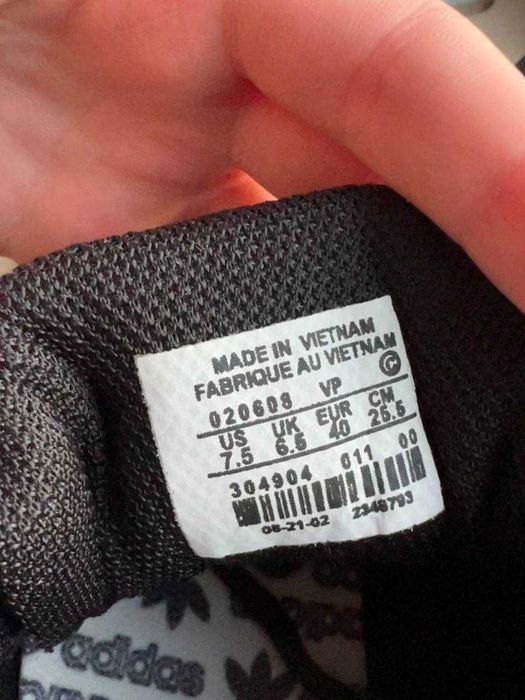 MADE IN VIETNAM
FABRIQUE AU VIETNAM
020608 VP ©
US UK EUR CM
7.5 6.5 40 25.5
304904 011 00
08-21-02 2348793
adidas